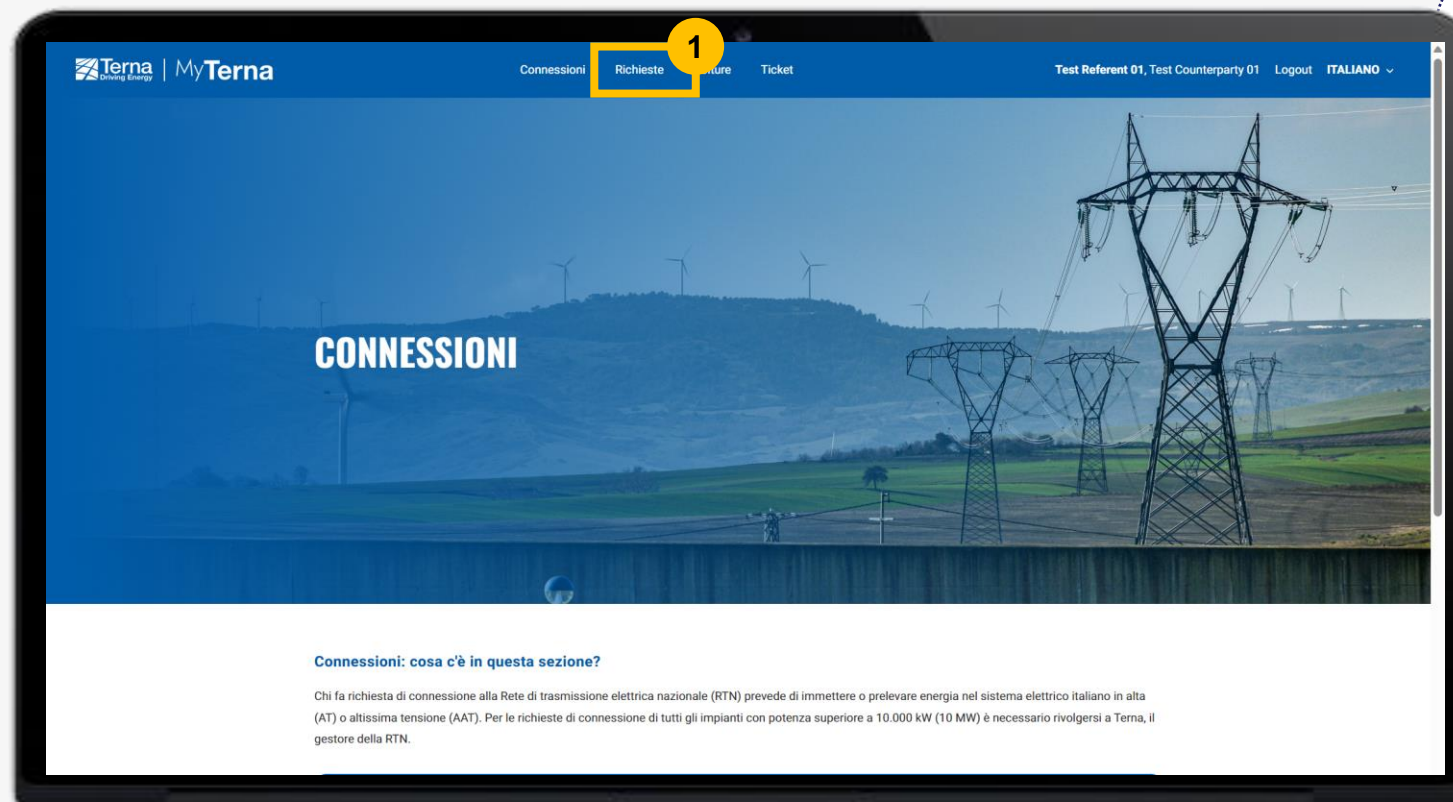 1
Terna
Driving Energy
MyTerna
Connessioni Richieste Ticket
Test Referent 01, Test Counterparty 01 Logout ITALIANO
CONNESSIONI
Connessioni: cosa c'è in questa sezione?
Chi fa richiesta di connessione alla Rete di trasmissione elettrica nazionale (RTN) prevede di immettere o prelevare energia nel sistema elettrico italiano in alta
(AT) o altissima tensione (AAT). Per le richieste di connessione di tutti gli impianti con potenza superiore a 10.000 kW (10 MW) è necessario rivolgersi a Terna, il
gestore della RTN.